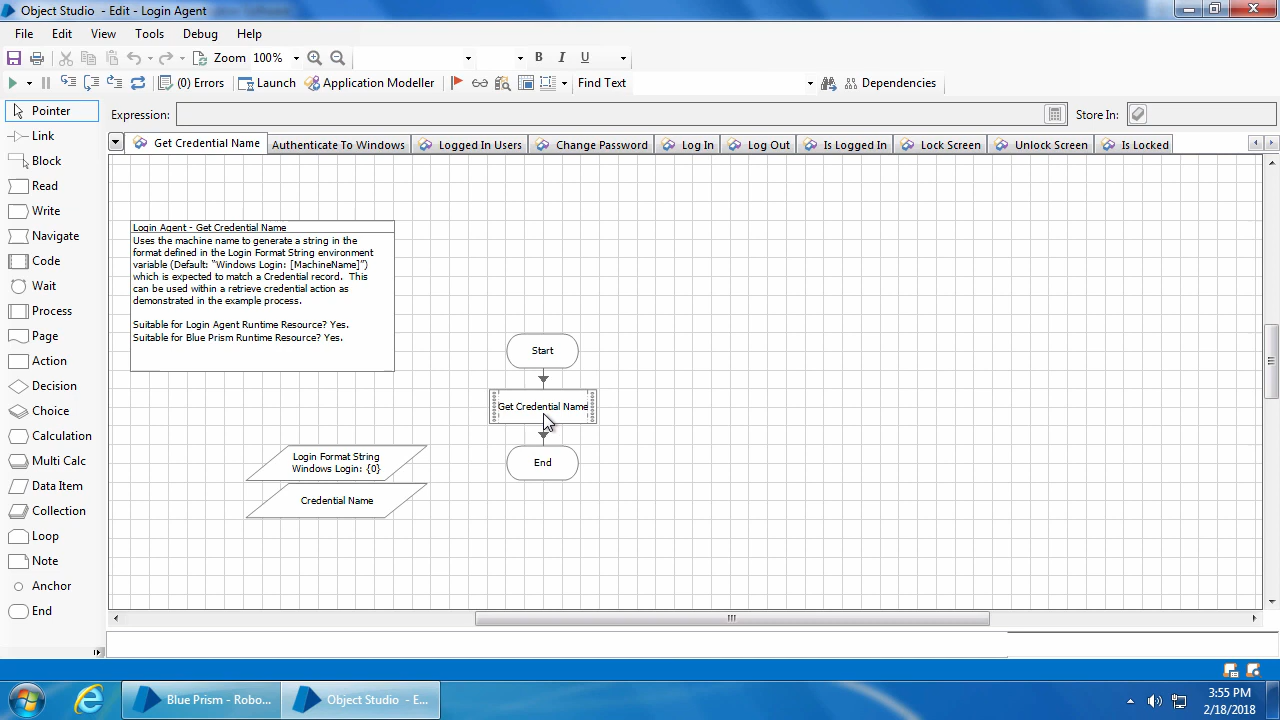 Object Studio - Edit - Login Agent
File Edit View Tools Debug Help
Zoom 100% B I U
(0) Errors Launch Application Modeller Find Text Dependencies
Pointer
Link
Block
Read
Write
Navigate
Code
Wait
Process
Page
Action
Decision
Choice
Calculation
Multi Calc
Data Item
Collection
Loop
Note
Anchor
End
Expression: Store In:
Get Credential Name Authenticate To Windows Logged In Users Change Password Log In Log Out Is Logged In Lock Screen Unlock Screen Is Locked
Login Agent - Get Credential Name
Uses the machine name to generate a string in the
format defined in the Login Format String environment
variable (Default: "Windows Login: [MachineName]")
which is expected to match a Credential record. This
can be used within a retrieve credential action as
demonstrated in the example process.
Suitable for Login Agent Runtime Resource? Yes.
Suitable for Blue Prism Runtime Resource? Yes.
Start
Get Credential Name
End
Login Format String
Windows Login: {0}
Credential Name
Blue Prism - Robo... Object Studio - E...
3:55 PM
2/18/2018